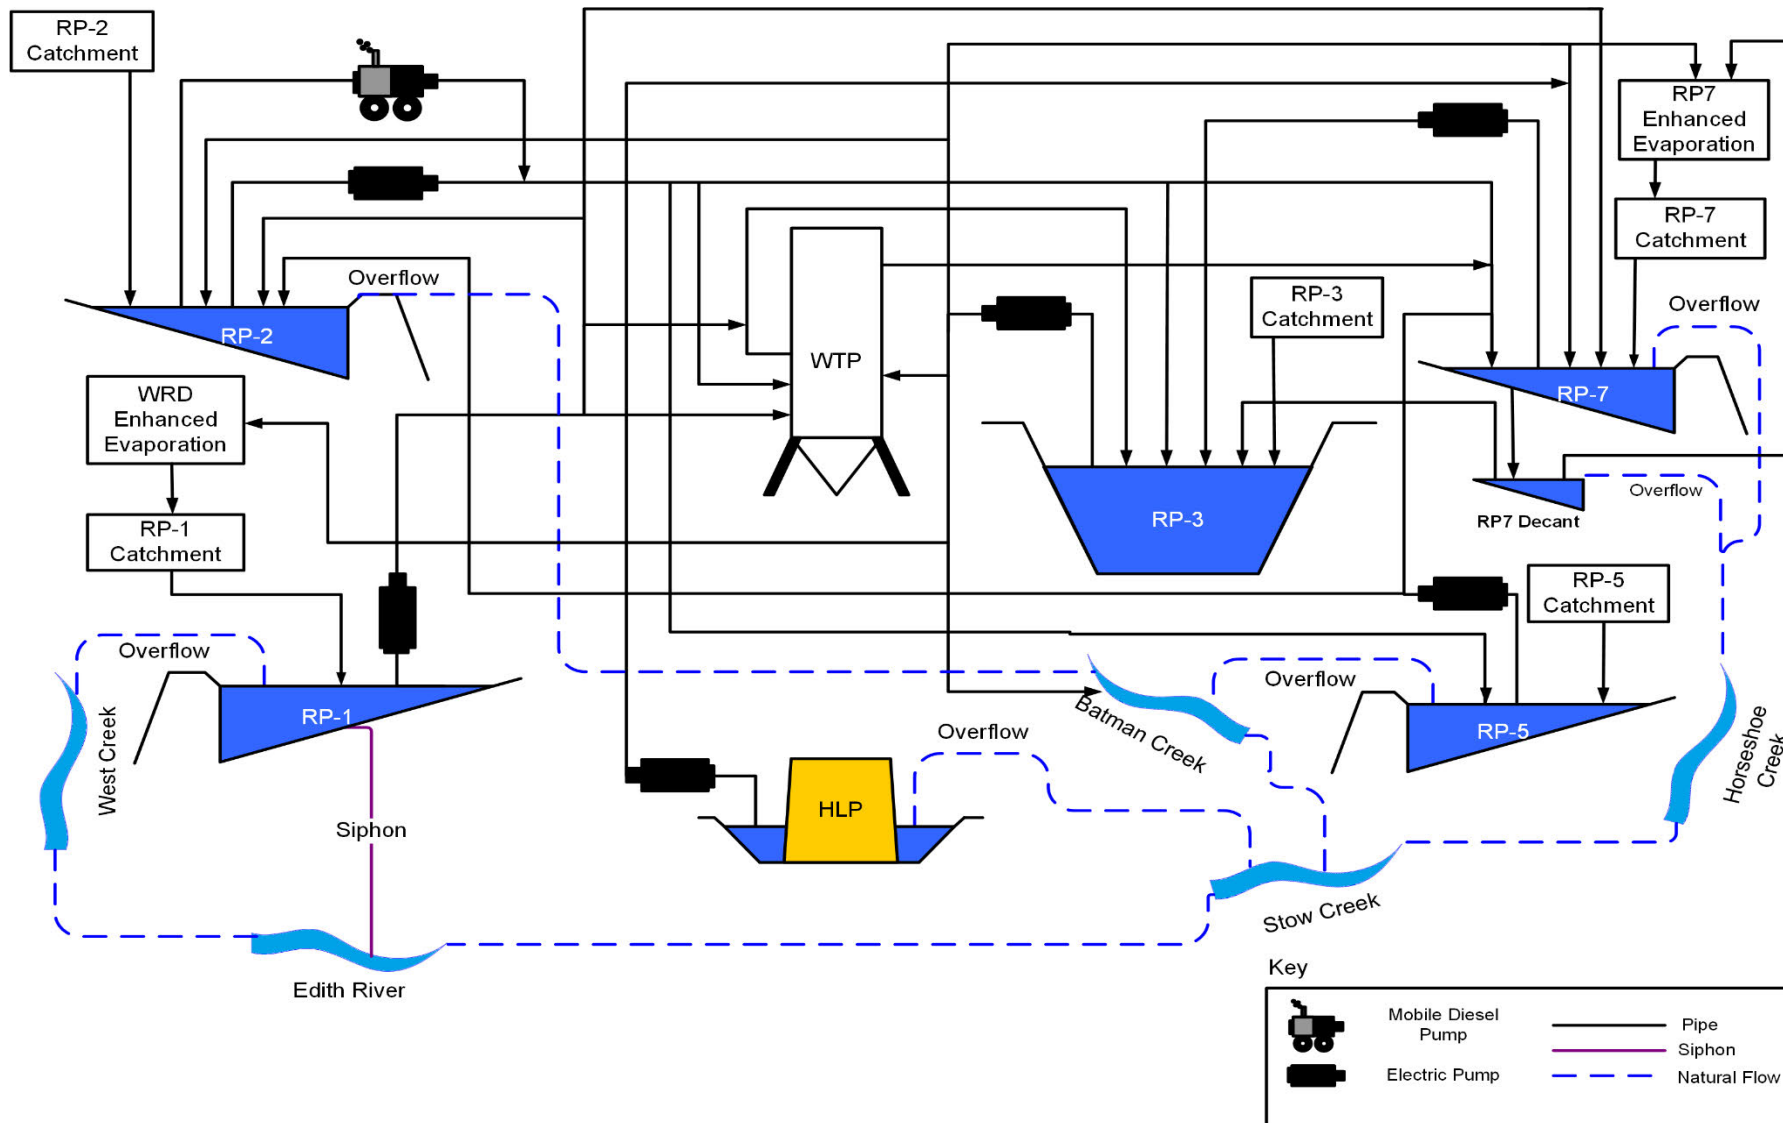 RP-2
Catchment
RP7
Enhanced
Evaporation
RP-7
Catchment
Overflow
RP-3
Catchment
Overflow
RP-2
WTP
RP-7
WRD
Enhanced
Evaporation
Overflow
RP7 Decant
RP-3
RP-1
Catchment
RP-5
Catchment
Overflow
Overflow
RP-1
Batman Creek
RP-5
Horseshoe
Creek
West Creek
Overflow
HLP
Siphon
Stow Creek
Edith River
Key
Mobile Diesel
Pump
Pipe
Siphon
Electric Pump
Natural Flow